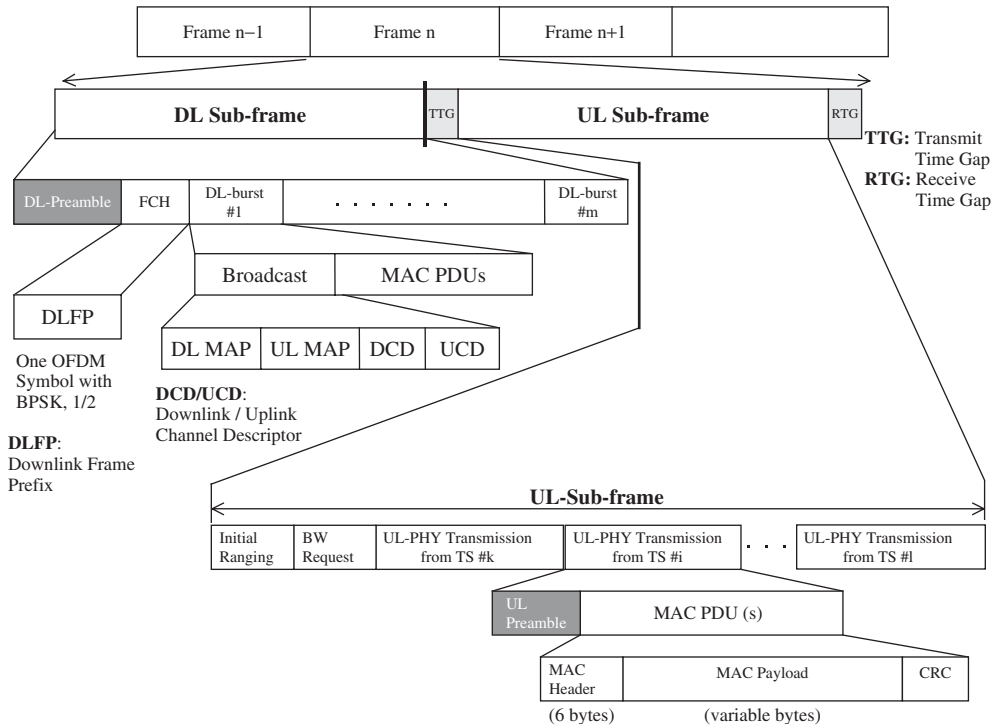 Frame n−1 Frame n Frame n+1
DL Sub-frame TTG UL Sub-frame RTG
TTG: Transmit
Time Gap
RTG: Receive
Time Gap
DL-Preamble FCH DL-burst
#1 . . . . . . . DL-burst
#m
Broadcast MAC PDUs
DLFP
DL MAP UL MAP DCD UCD
One OFDM
Symbol with
BPSK, 1/2
DCD/UCD:
Downlink / Uplink
Channel Descriptor
DLFP:
Downlink Frame
Prefix
UL-Sub-frame
Initial
Ranging
BW
Request
UL-PHY Transmission
from TS #k
UL-PHY Transmission
from TS #i
. . .
UL-PHY Transmission
from TS #l
UL
Preamble
MAC PDU (s)
MAC
Header
MAC Payload
CRC
(6 bytes) (variable bytes)